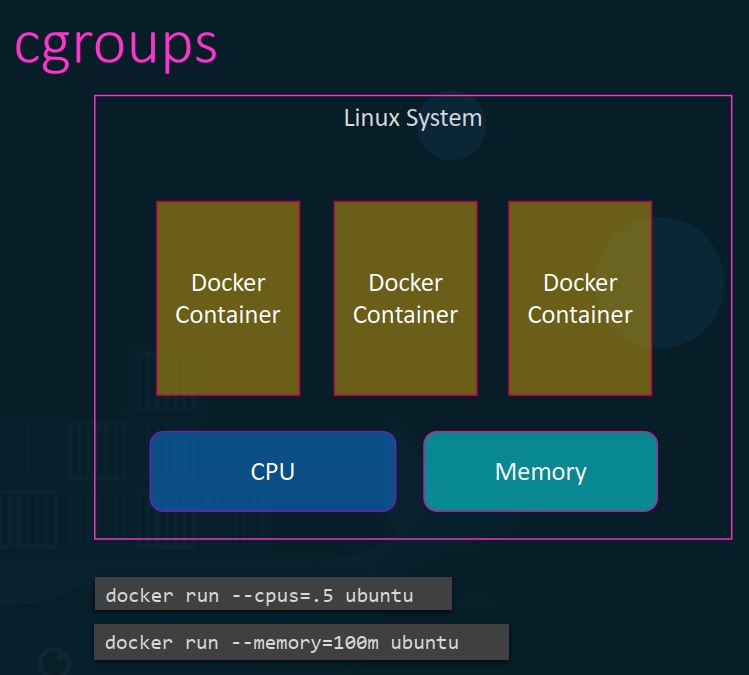 cgroups
Linux System
Docker
Container
Docker
Container
Docker
Container
CPU
Memory
docker run --cpus=.5 ubuntu
docker run --memory=100m ubuntu